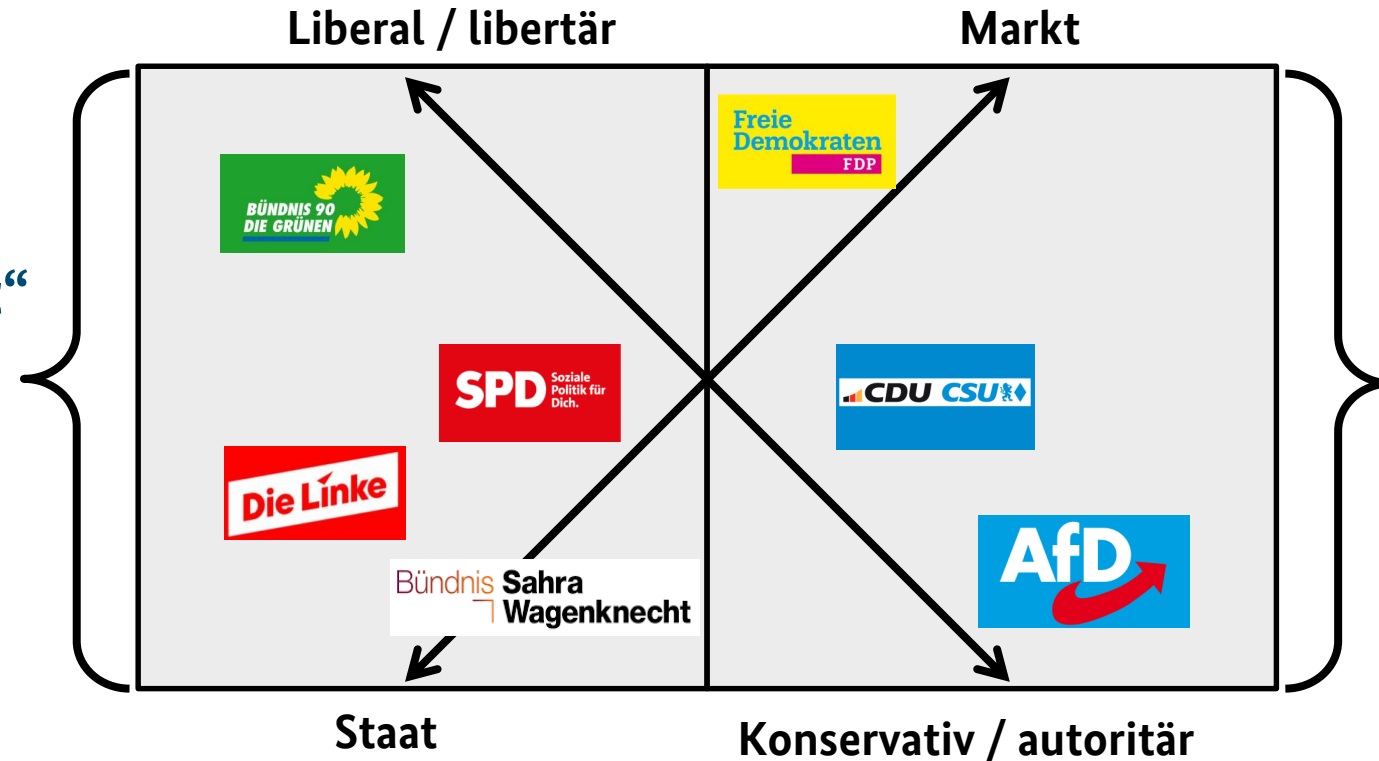 Liberal / libertär
Markt
Freie
Demokraten
FDP
BÜNDNIS 90
DIE GRÜNEN
“
SPD Soziale
Politik für
Dich.
CDU CSU
Die Linke
AfD
Bündnis Sahra
Wagenknecht
Staat
Konservativ / autoritär